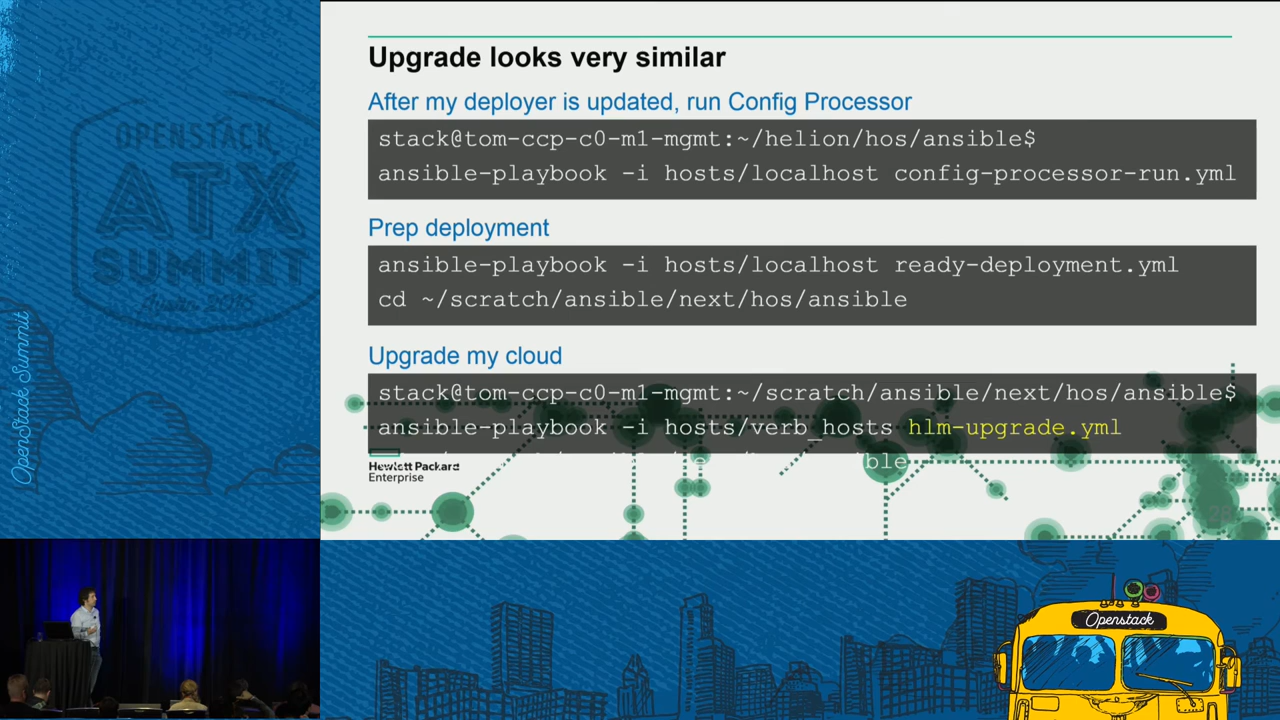 Upgrade looks very similar
After my deployer is updated, run Config Processor
stack@tom-ccp-c0-m1-mgmt:~/helion/hos/ansible$
ansible-playbook -i hosts/localhost config-processor-run.yml
Prep deployment
ansible-playbook -i hosts/localhost ready-deployment.yml
cd ~/scratch/ansible/next/hos/ansible
Upgrade my cloud
stack@tom-ccp-c0-m1-mgmt:~/scratch/ansible/next/hos/ansible$
ansible-playbook -i hosts/verb_hosts hlm-upgrade.yml
Hewlett Packard
Enterprise
28
OPENSTACK
ATX
SUMMIT
Austin 2016
OpenStack Summit
Openstack